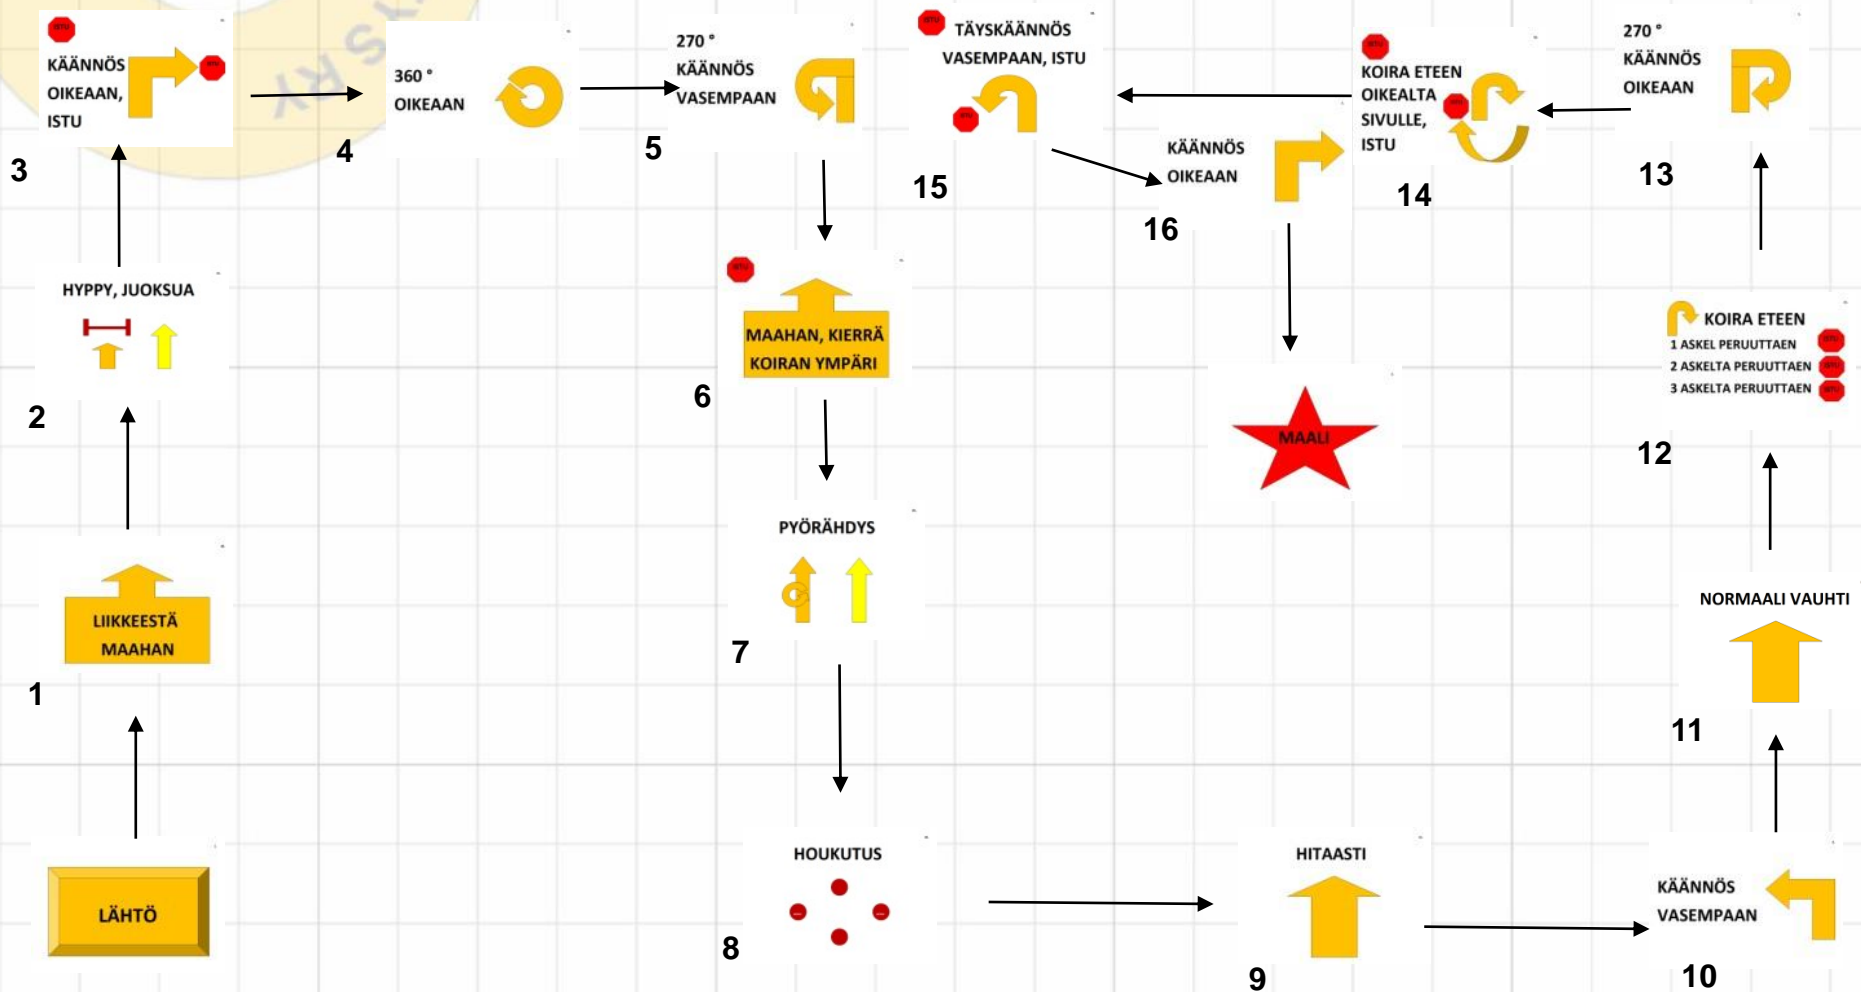 LÄHTÖ
1
LIIKKEESTÄ
MAAHAN
2
HYPPY, JUOKSUA
3
KÄÄNNÖS
OIKEAAN,
ISTU
S RY
4
360 °
OIKEAAN
5
270 °
KÄÄNNÖS
VASEMPAAN
6
MAAHAN, KIERRÄ
KOIRAN YMPÄRI
7
PYÖRÄHDYS
8
HOUKUTUS
9
HITAASTI
10
KÄÄNNÖS
VASEMPAAN
11
NORMAALI VAUHTI
12
KOIRA ETEEN
1 ASKEL PERUUTTAEN
2 ASKELTA PERUUTTAEN
3 ASKELTA PERUUTTAEN
13
270 °
KÄÄNNÖS
OIKEAAN
14
KOIRA ETEEN
OIKEALTA
SIVULLE,
ISTU
15
TÄYSKÄÄNNÖS
VASEMPAAN, ISTU
16
KÄÄNNÖS
OIKEAAN
MAALI